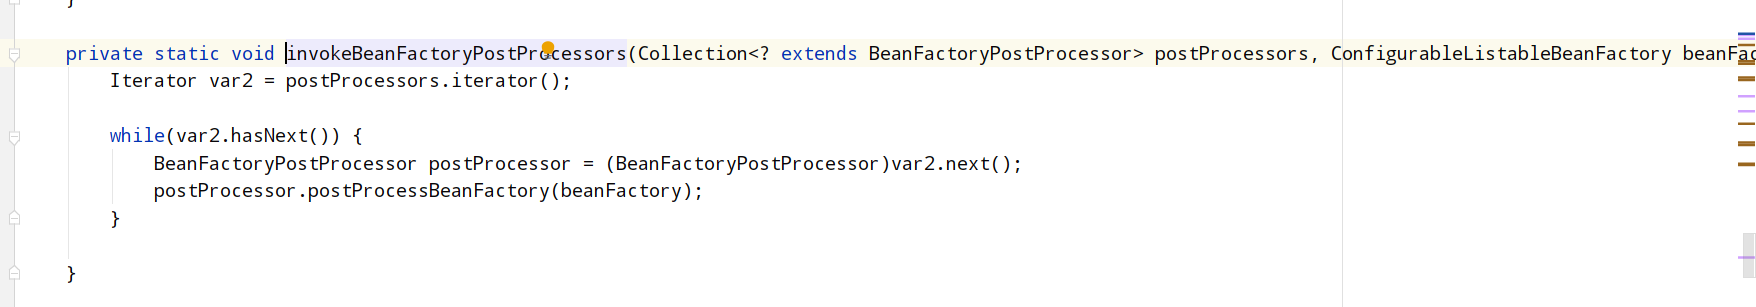 }
private static void invokeBeanFactoryPostProcessors(Collection<? extends BeanFactoryPostProcessor> postProcessors, ConfigurableListableBeanFactory
Iterator var2 = postProcessors.iterator();
while(var2.hasNext()) {
BeanFactoryPostProcessor postProcessor = (BeanFactoryPostProcessor)var2.next();
postProcessor.postProcessBeanFactory(beanFactory);
}
}